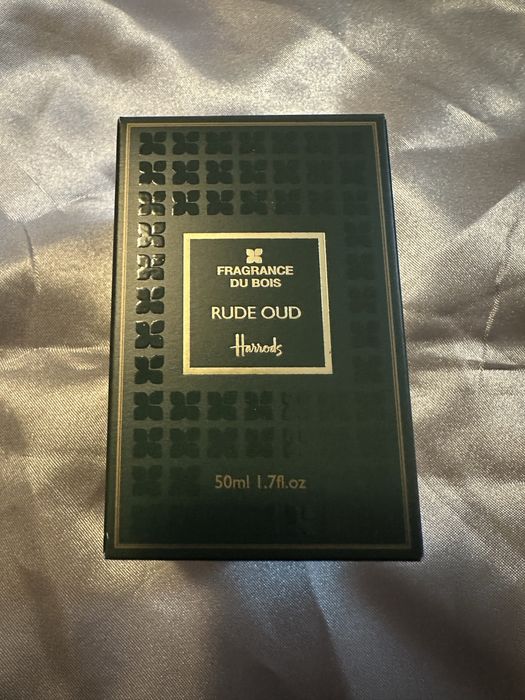 FRAGRANCE
DU BOIS
RUDE OUD
Harrods
50ml 1.7fl.oz